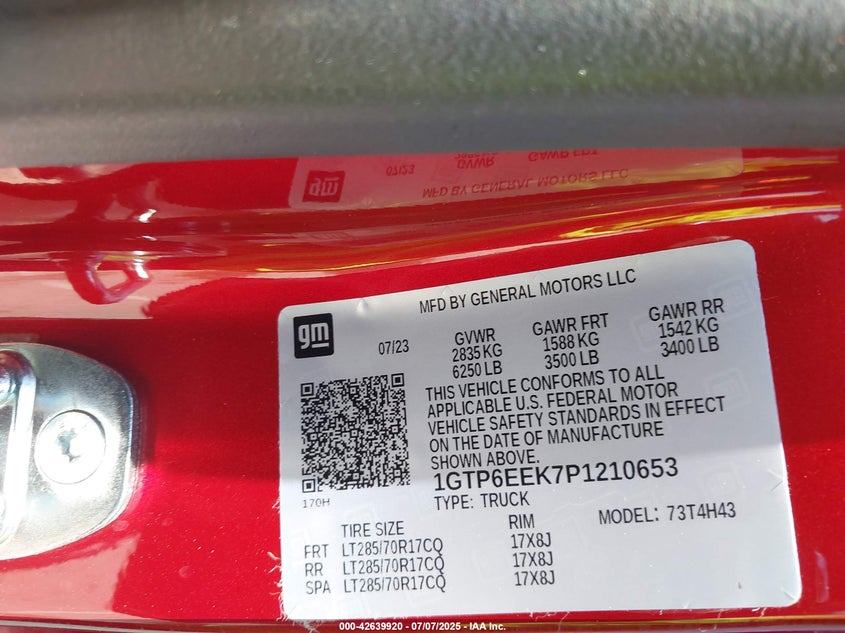 MFD BY GENERAL MOTORS LLC
gm
07/23
GVWR GAWR FRT GAWR RR
2835 KG 1588 KG 1542 KG
6250 LB 3500 LB 3400 LB
THIS VEHICLE CONFORMS TO ALL
APPLICABLE U.S. FEDERAL MOTOR
VEHICLE SAFETY STANDARDS IN EFFECT
ON THE DATE OF MANUFACTURE
SHOWN ABOVE.
170H
1GTP6EEK7P1210653
TYPE: TRUCK
MODEL: 73T4H43
TIRE SIZE RIM
FRT LT285/70R17CQ 17X8J
RR LT285/70R17CQ 17X8J
SPA LT285/70R17CQ 17X8J
000-42639920 - 07/07/2025 - IAA Inc.